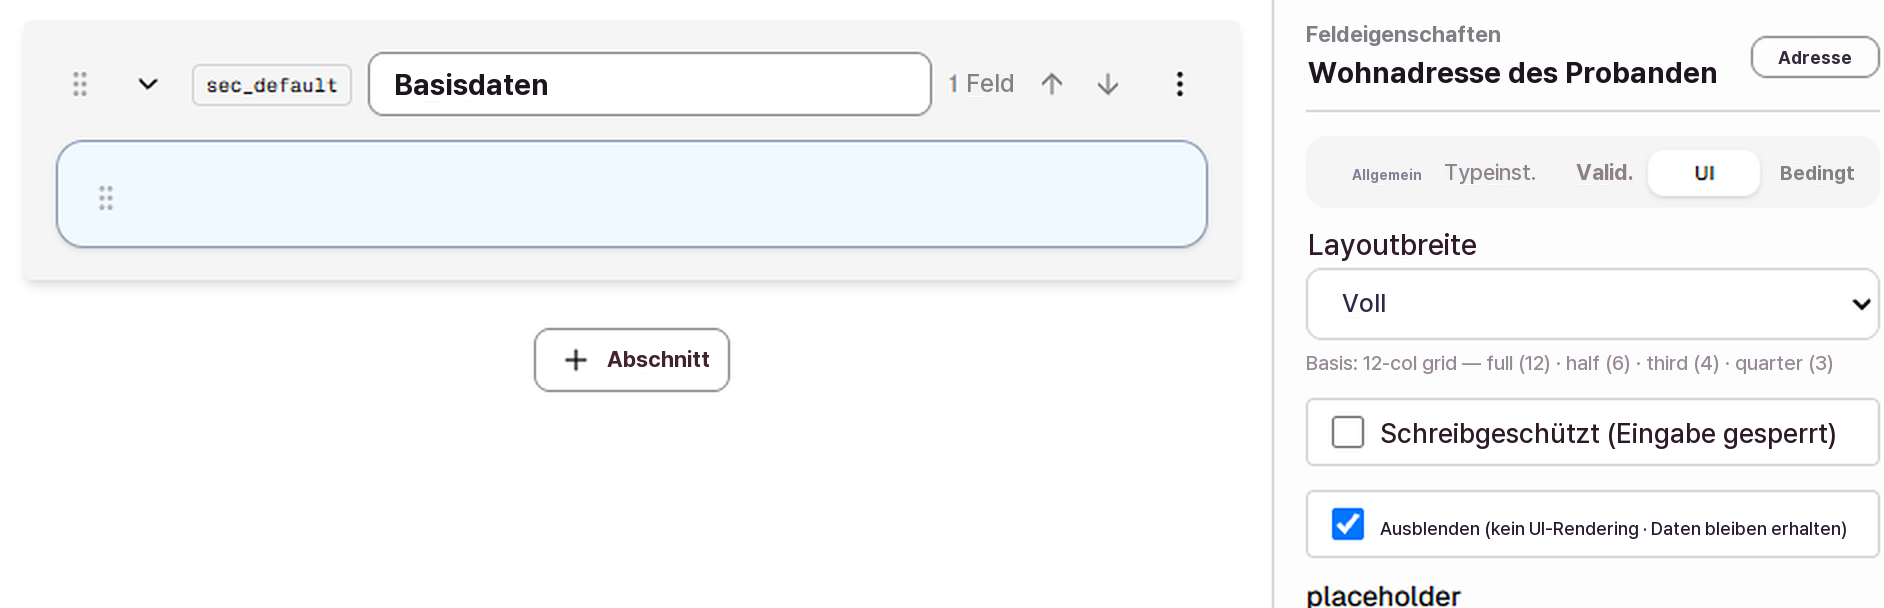 sec_default
Basisdaten
1 Feld
Abschnitt
Feldeigenschaften
Wohnadresse des Probanden
Adresse
Allgemein Typeinst. Valid. UI Bedingt
Layoutbreite
Voll
Basis: 12-col grid — full (12) · half (6) · third (4) · quarter (3)
Schreibgeschützt (Eingabe gesperrt)
Ausblenden (kein UI-Rendering · Daten bleiben erhalten)
placeholder